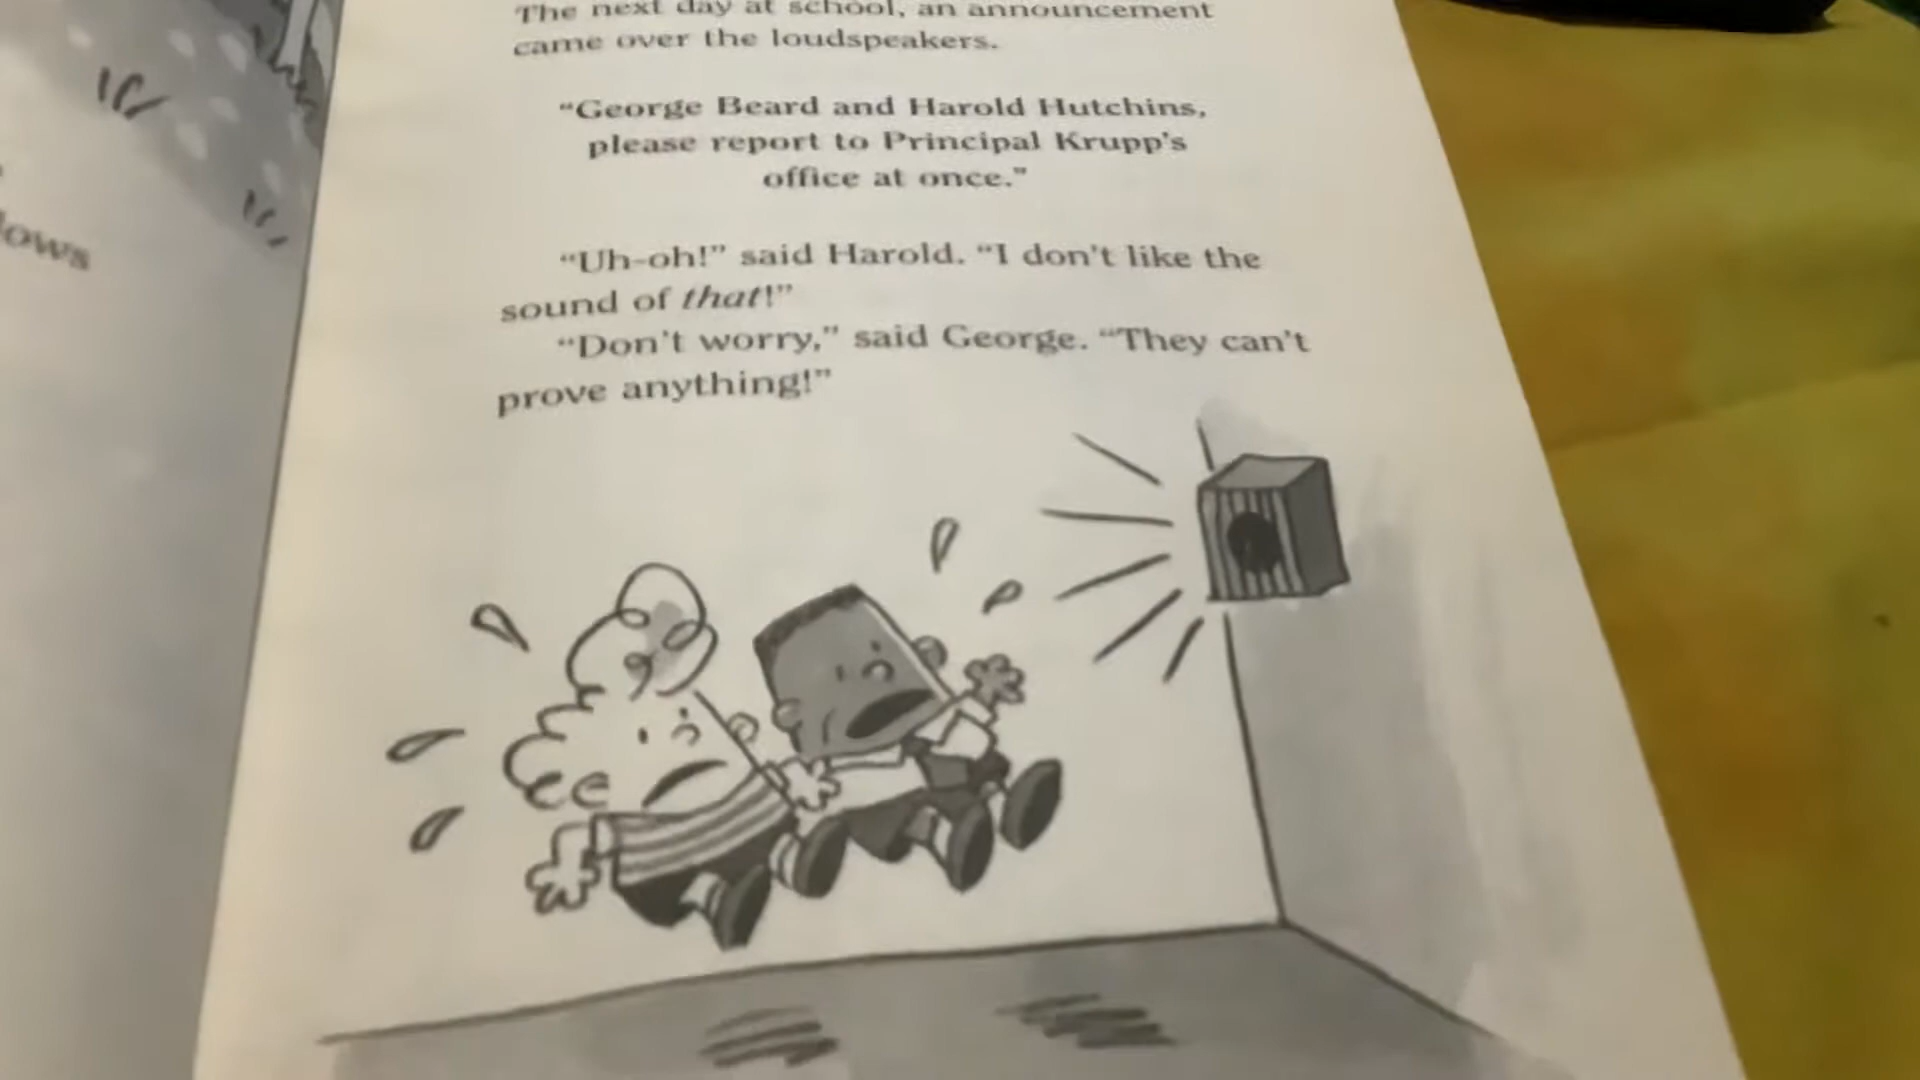 The next day at school, an announcement
came over the loudspeakers.
“George Beard and Harold Hutchins,
please report to Principal Krupp’s
office at once.”
“Uh-oh!” said Harold. “I don’t like the
sound of that!”
“Don’t worry,” said George. “They can’t
prove anything!”